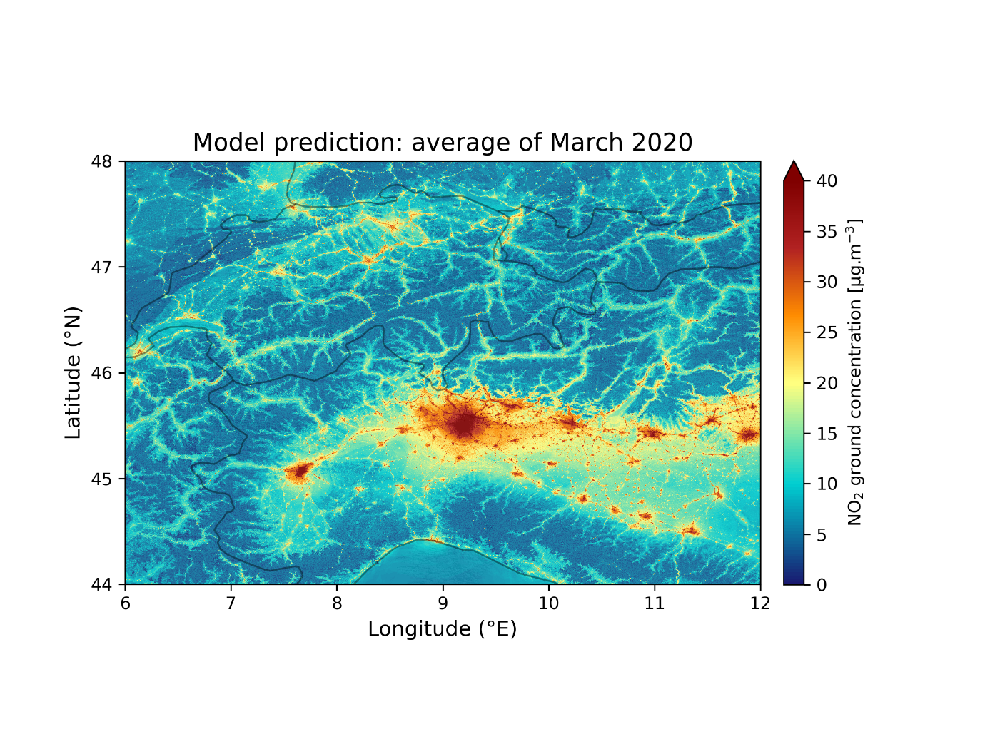 Model prediction: average of March 2020
48
47
46
45
44
Latitude (°N)
6 7 8 9 10 11 12
Longitude (°E)
40
35
30
25
20
15
10
5
0
NO₂ ground concentration [µg.m⁻³]